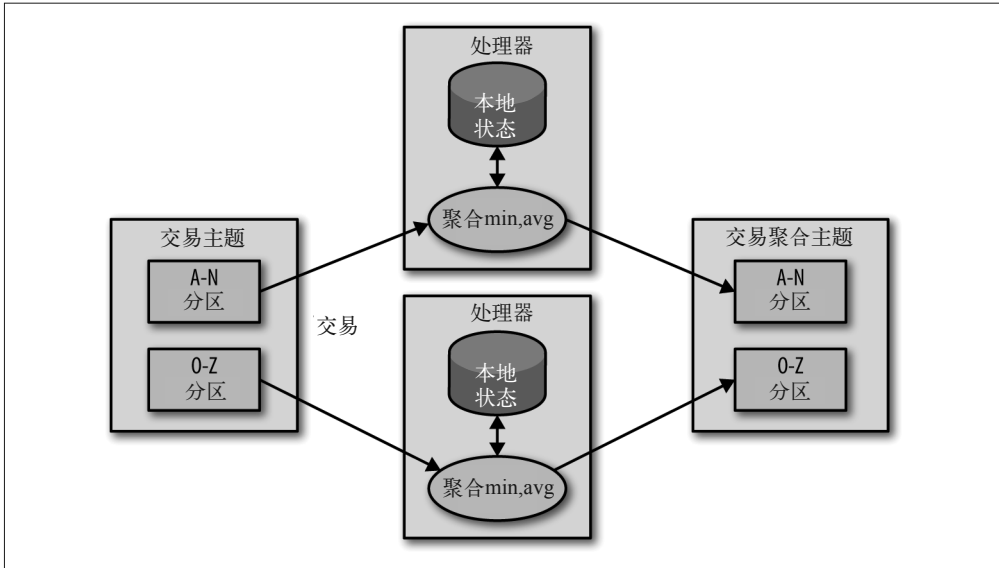 处理器
本地
状态
聚合min,avg
交易主题
A-N
分区
O-Z
分区
交易
处理器
本地
状态
聚合min,avg
交易聚合主题
A-N
分区
O-Z
分区